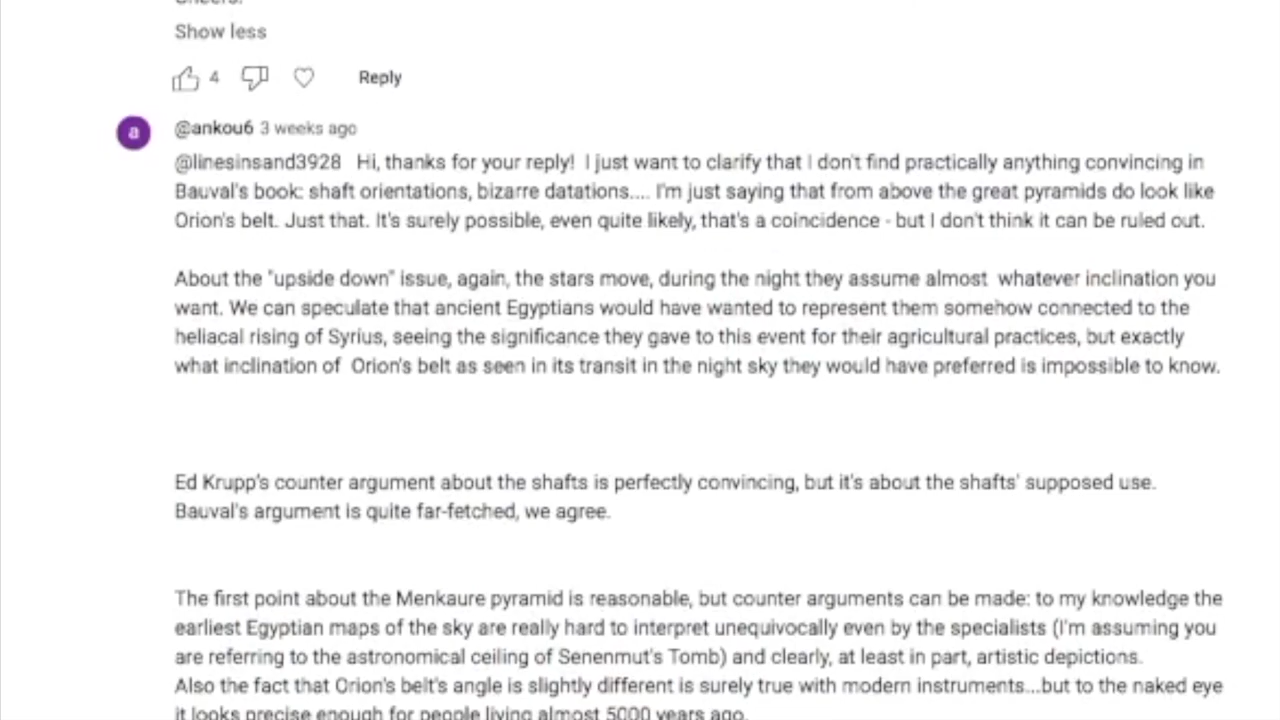 Cheers!
Show less
4
Reply
a
@ankou6 3 weeks ago
@linesinsand3928 Hi, thanks for your reply! I just want to clarify that I don't find practically anything convincing in
Bauval's book: shaft orientations, bizarre datations.... I'm just saying that from above the great pyramids do look like
Orion's belt. Just that. It's surely possible, even quite likely, that's a coincidence - but I don't think it can be ruled out.
About the "upside down" issue, again, the stars move, during the night they assume almost whatever inclination you
want. We can speculate that ancient Egyptians would have wanted to represent them somehow connected to the
heliacal rising of Syrius, seeing the significance they gave to this event for their agricultural practices, but exactly
what inclination of Orion's belt as seen in its transit in the night sky they would have preferred is impossible to know.
Ed Krupp's counter argument about the shafts is perfectly convincing, but it's about the shafts' supposed use.
Bauval's argument is quite far-fetched, we agree.
The first point about the Menkaure pyramid is reasonable, but counter arguments can be made: to my knowledge the
earliest Egyptian maps of the sky are really hard to interpret unequivocally even by the specialists (I'm assuming you
are referring to the astronomical ceiling of Senenmut's Tomb) and clearly, at least in part, artistic depictions.
Also the fact that Orion's belt's angle is slightly different is surely true with modern instruments...but to the naked eye
it looks precise enough for people living almost 5000 years ago.